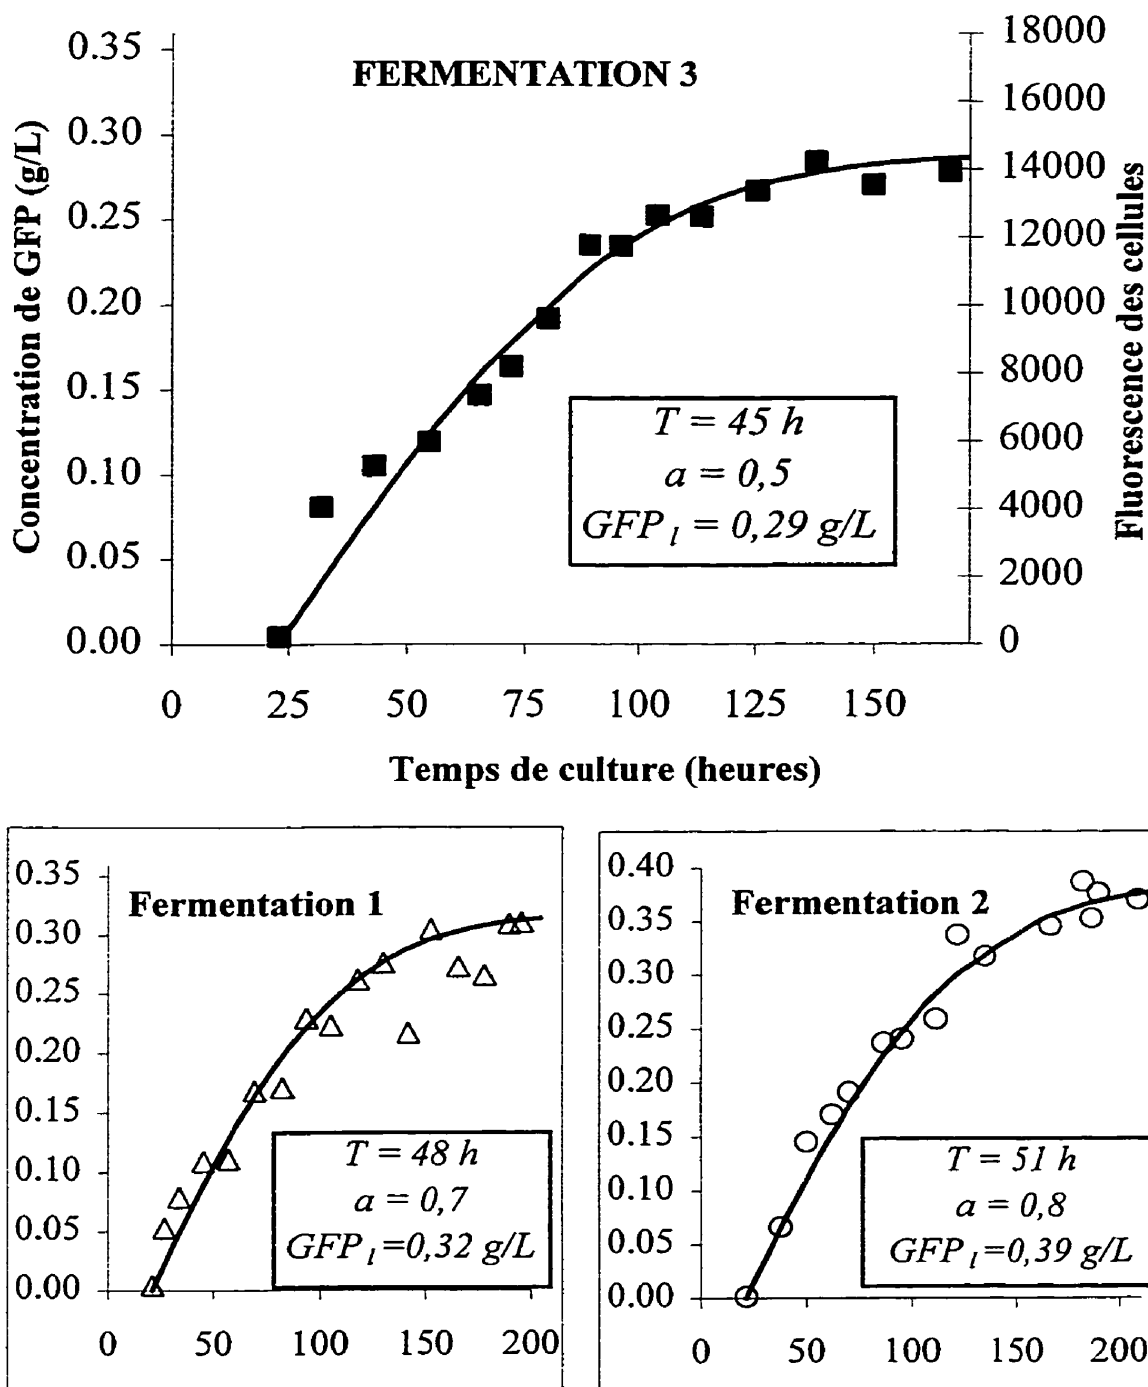 FERMENTATION 3
Concentration de GFP (g/L)
0.35
0.30
0.25
0.20
0.15
0.10
0.05
0.00
18000
16000
14000
12000
10000
8000
6000
4000
2000
0
Fluorescence des cellules
T = 45 h
a = 0,5
GFP l = 0,29 g/L
0 25 50 75 100 125 150
Temps de culture (heures)
Fermentation 1
0.35
0.30
0.25
0.20
0.15
0.10
0.05
0.00
T = 48 h
a = 0,7
GFP l =0,32 g/L
0 50 100 150 200
Fermentation 2
0.40
0.35
0.30
0.25
0.20
0.15
0.10
0.05
0.00
T = 51 h
a = 0,8
GFP l =0,39 g/L
0 50 100 150 200